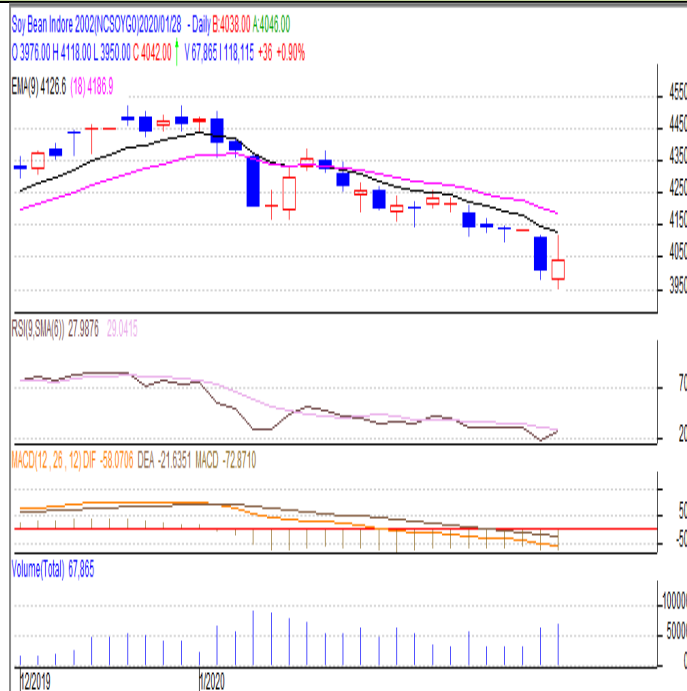 Soy Bean Indore 2002(NCSOYG0)2020/01/28 - Daily B:4038.00 A:4046.00
O 3976.00 H 4118.00 L 3950.00 C 4042.00 V 67,865 I 118,115 +36 +0.90%
EMA(9) 4126.6 (18) 4186.9
4550
4450
4350
4250
4150
4050
3950
RSI(9,SMA(6)) 27.9876 29.0415
70
20
MACD(12 , 26 , 12) DIF -58.0706 DEA -21.6351 MACD -72.8710
50
-50
Volume(Total) 67,865
100000
50000
0
12/2019 1/2020